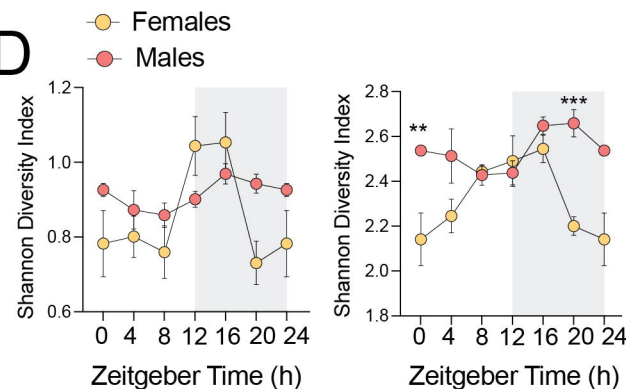 D
Females
Males
Shannon Diversity Index
1.2
1.0
0.8
0.6
0 4 8 12 16 20 24
Zeitgeber Time (h)
Shannon Diversity Index
2.8
2.6
2.4
2.2
2.0
1.8
**
***
0 4 8 12 16 20 24
Zeitgeber Time (h)